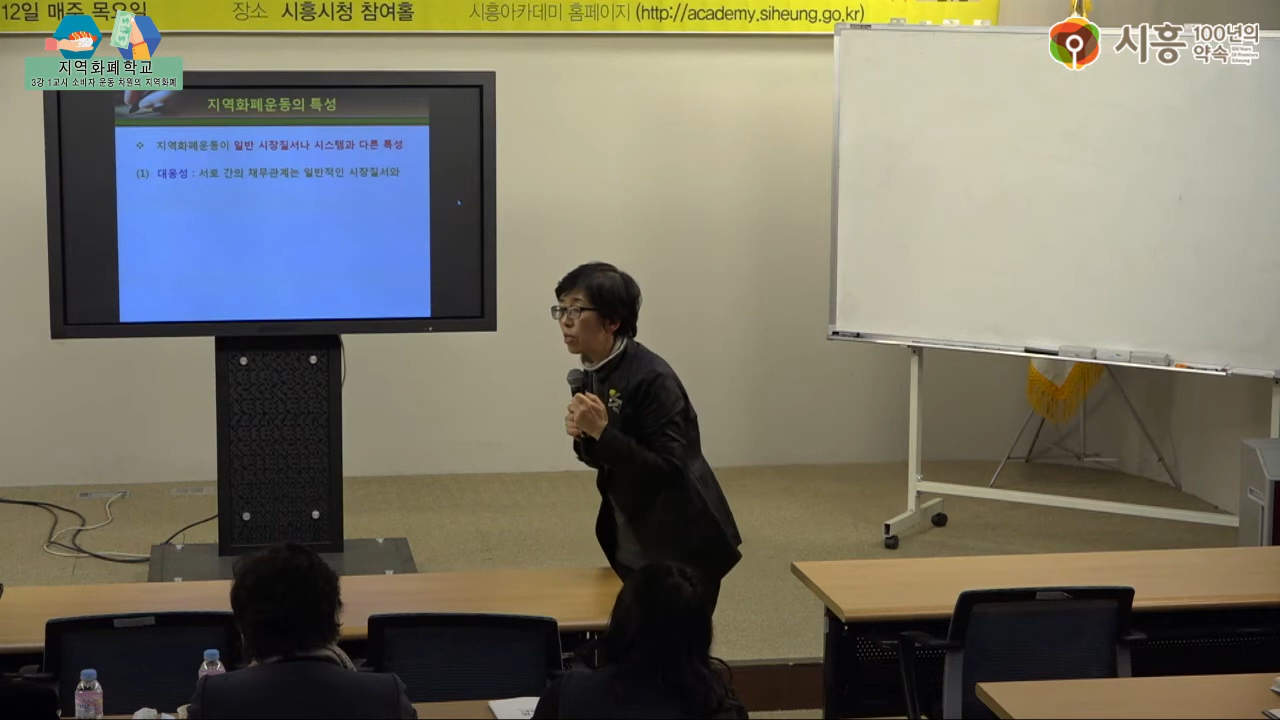 12일 매주 목요일 장소 시흥시청 참여홀 시흥아카데미 홈페이지 (http://academy.siheung.go.kr)
지역화폐학교
3강 1교시 소비자 운동 차원의 지역화폐
시흥 100년의 약속
지역화폐운동의 특성
❖ 지역화폐운동이 일반 시장질서나 시스템과 다른 특성
(1) 대응성 : 서로 간의 채무관계는 일반적인 시장질서와